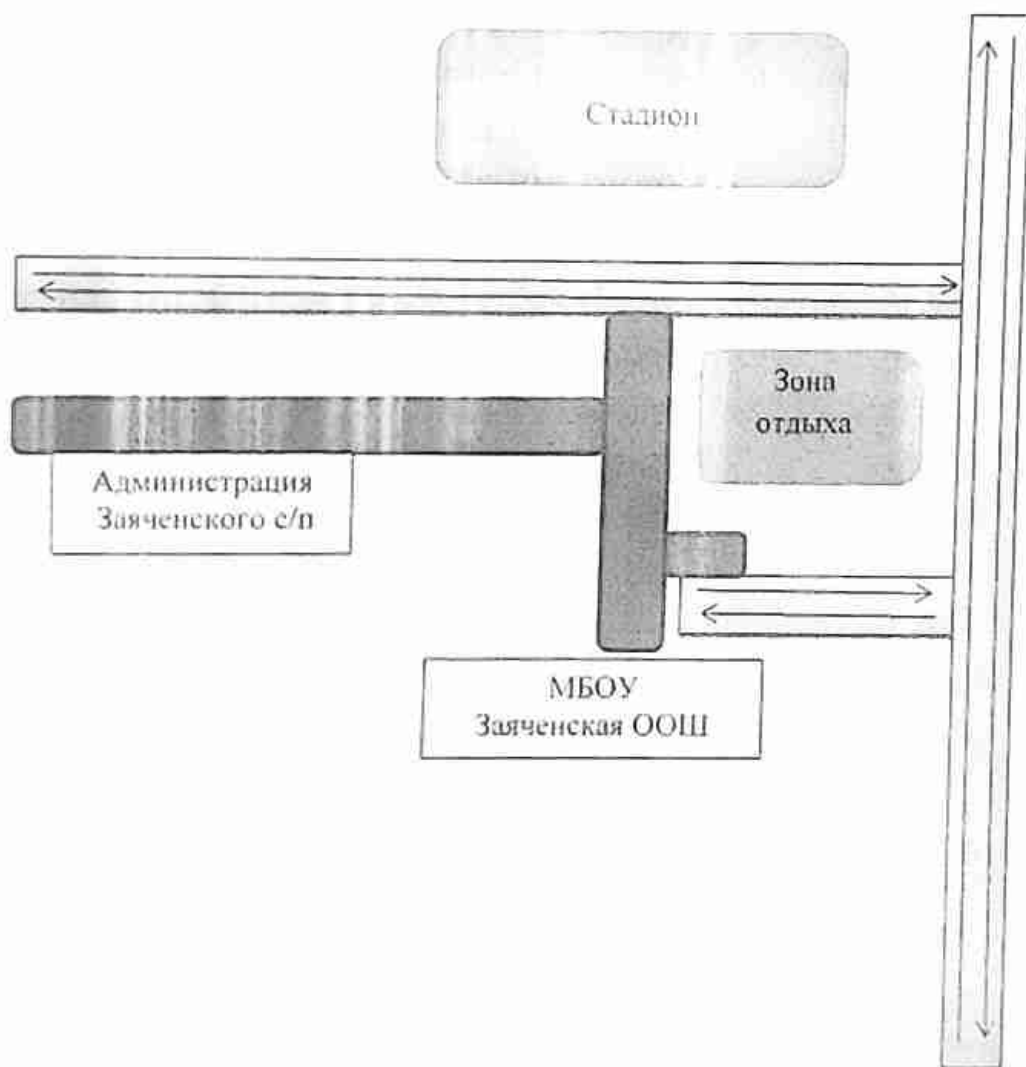 Стадион
Зона
отдыха
Администрация
Заяченского с/п
МБОУ
Заяченская ООШ